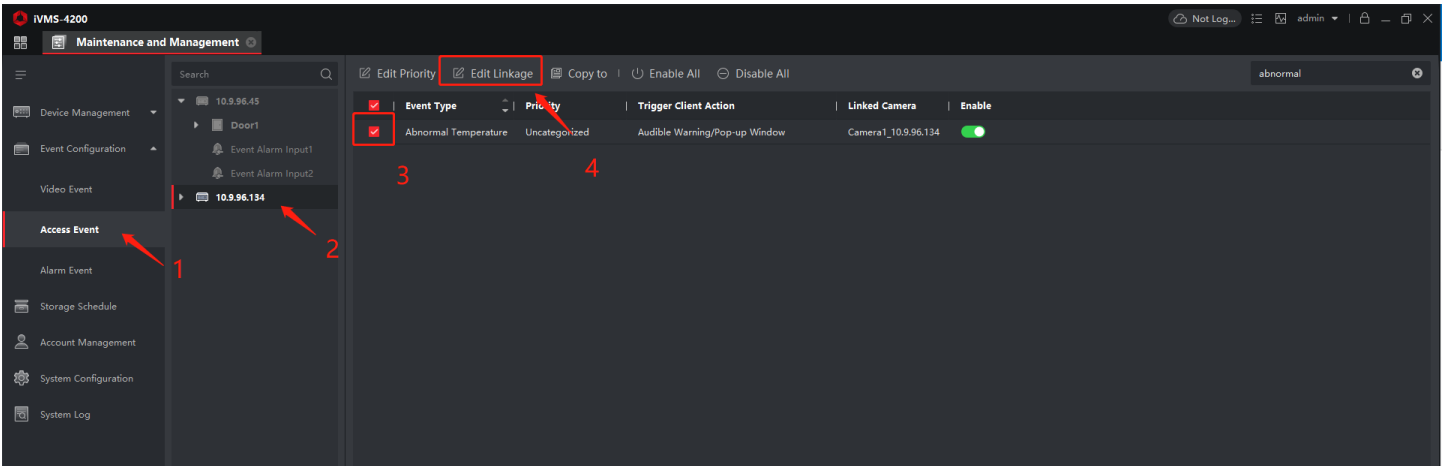 iVMS-4200
Not Log...
admin
Maintenance and Management
Search
Edit Priority
Edit Linkage
Copy to
Enable All
Disable All
abnormal
Device Management
Event Configuration
Video Event
Access Event
Alarm Event
Storage Schedule
Account Management
System Configuration
System Log
10.9.96.45
Door1
Event Alarm Input1
Event Alarm Input2
10.9.96.134
Event Type
Priority
Trigger Client Action
Linked Camera
Enable
Abnormal Temperature
Uncategorized
Audible Warning/Pop-up Window
Camera1_10.9.96.134
1
2
3
4